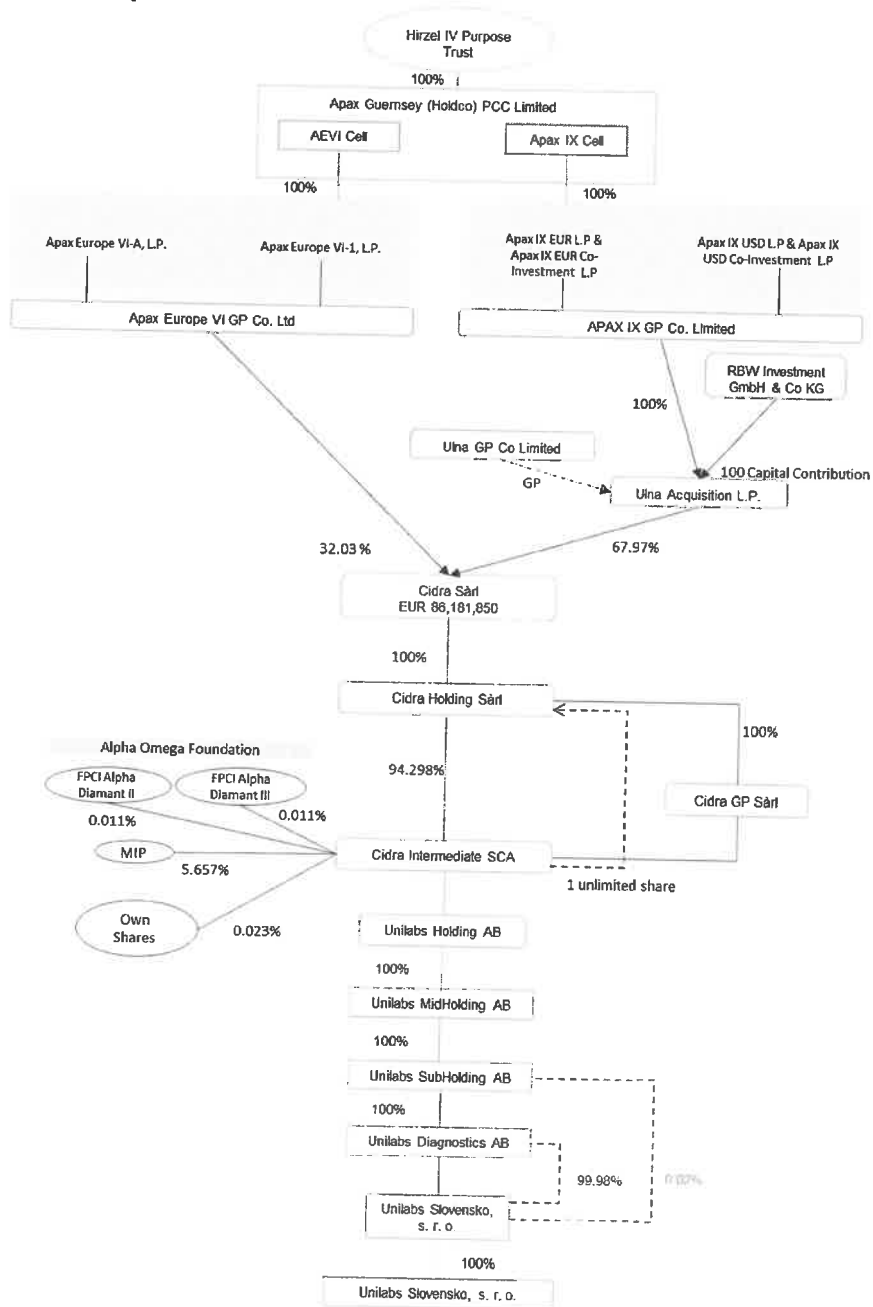 Hirzel IV Purpose
Trust
100%
Apax Guernsey (Holdco) PCC Limited
AEVI Cell
Apax IX Cell
100%
100%
Apax Europe Vi-A, L.P.
Apax Europe Vi-1, L.P.
Apax IX EUR L.P &
Apax IX EUR Co-
Investment L.P
Apax IX USD L.P & Apax IX
USD Co-Investment L.P
Apax Europe VI GP Co. Ltd
APAX IX GP Co. Limited
RBW Investment
GmbH & Co KG
100%
Ulna GP Co Limited
GP
100 Capital Contribution
Ulna Acquisition L.P.
32.03%
67.97%
Cidra Sàrl
EUR 86,181,850
100%
Cidra Holding Sàrl
100%
Alpha Omega Foundation
FPCI Alpha
Diamant II
FPCI Alpha
Diamant III
94.298%
Cidra GP Sàrl
0.011%
0.011%
MIP
5.657%
Cidra Intermediate SCA
1 unlimited share
Own
Shares
0.023%
Unilabs Holding AB
100%
Unilabs MidHolding AB
100%
Unilabs SubHolding AB
100%
Unilabs Diagnostics AB
99.98%
0.02%
Unilabs Slovensko,
s. r. o
100%
Unilabs Slovensko, s. r. o.